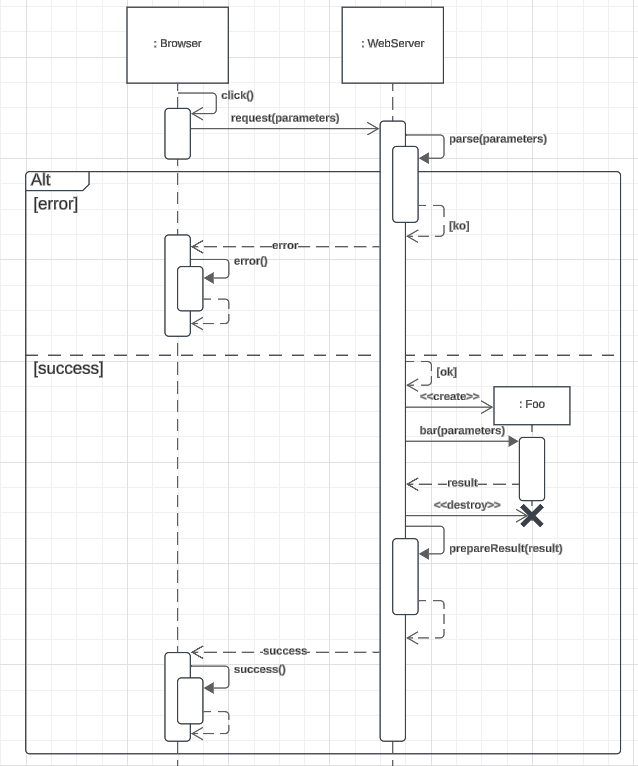 : Browser
: WebServer
click()
request(parameters)
parse(parameters)
Alt
[error]
[ko]
error
error()
[success]
[ok]
<<create>>
: Foo
bar(parameters)
result
<<destroy>>
prepareResult(result)
success
success()